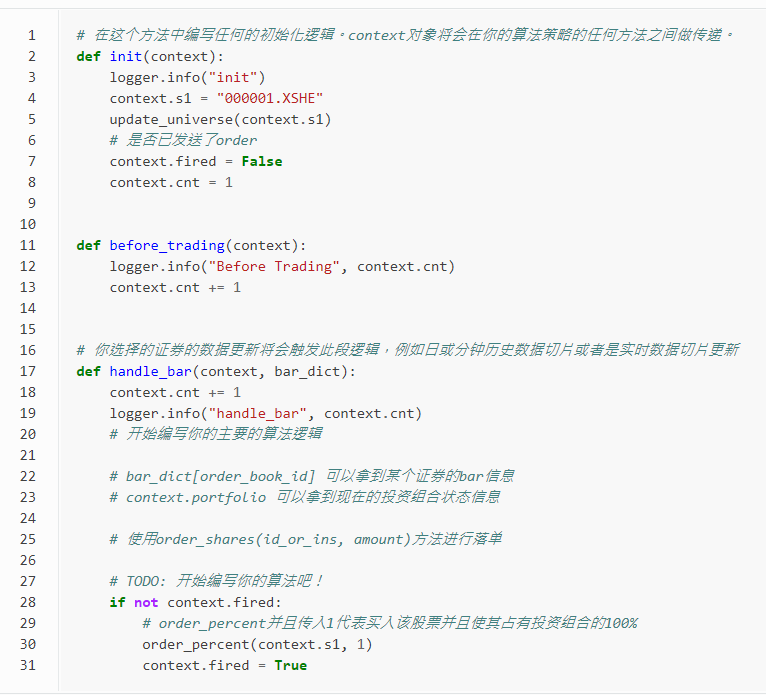 1 # 在这个方法中编写任何的初始化逻辑。context对象将会在你的算法策略的任何方法之间做传递。
2 def init(context):
3     logger.info("init")
4     context.s1 = "000001.XSHE"
5     update_universe(context.s1)
6     # 是否已发送了order
7     context.fired = False
8     context.cnt = 1
9
10
11 def before_trading(context):
12     logger.info("Before Trading", context.cnt)
13     context.cnt += 1
14
15
16 # 你选择的证券的数据更新将会触发此段逻辑，例如日或分钟历史数据切片或者是实时数据切片更新
17 def handle_bar(context, bar_dict):
18     context.cnt += 1
19     logger.info("handle_bar", context.cnt)
20     # 开始编写你的主要的算法逻辑
21
22     # bar_dict[order_book_id] 可以拿到某个证券的bar信息
23     # context.portfolio 可以拿到现在的投资组合状态信息
24
25     # 使用order_shares(id_or_ins, amount)方法进行落单
26
27     # TODO: 开始编写你的算法吧！
28     if not context.fired:
29         # order_percent并且传入1代表买入该股票并且使其占有投资组合的100%
30         order_percent(context.s1, 1)
31         context.fired = True